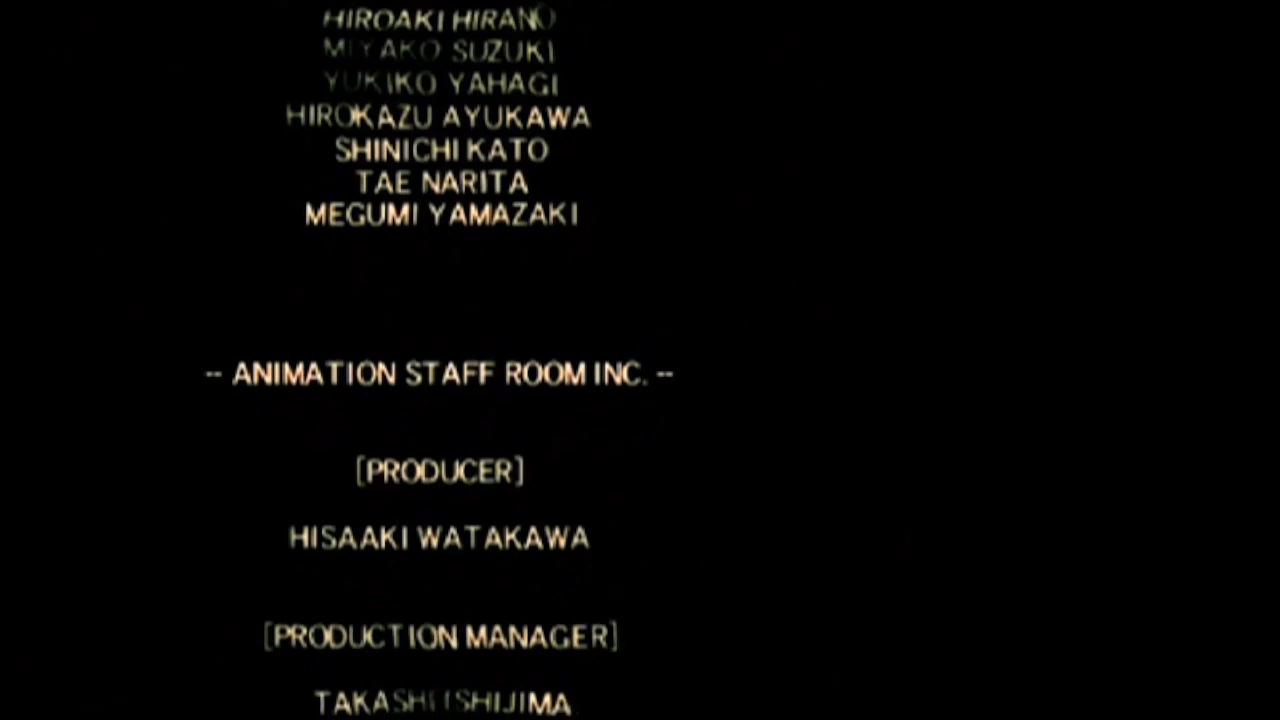 HIROAKI HIRANO
MIYAKO SUZUKI
YUKIKO YAHAGI
HIROKAZU AYUKAWA
SHINICHI KATO
TAE NARITA
MEGUMI YAMAZAKI
-- ANIMATION STAFF ROOM INC. --
[PRODUCER]
HISAAKI WATAKAWA
[PRODUCTION MANAGER]
TAKASHI ISHIJIMA